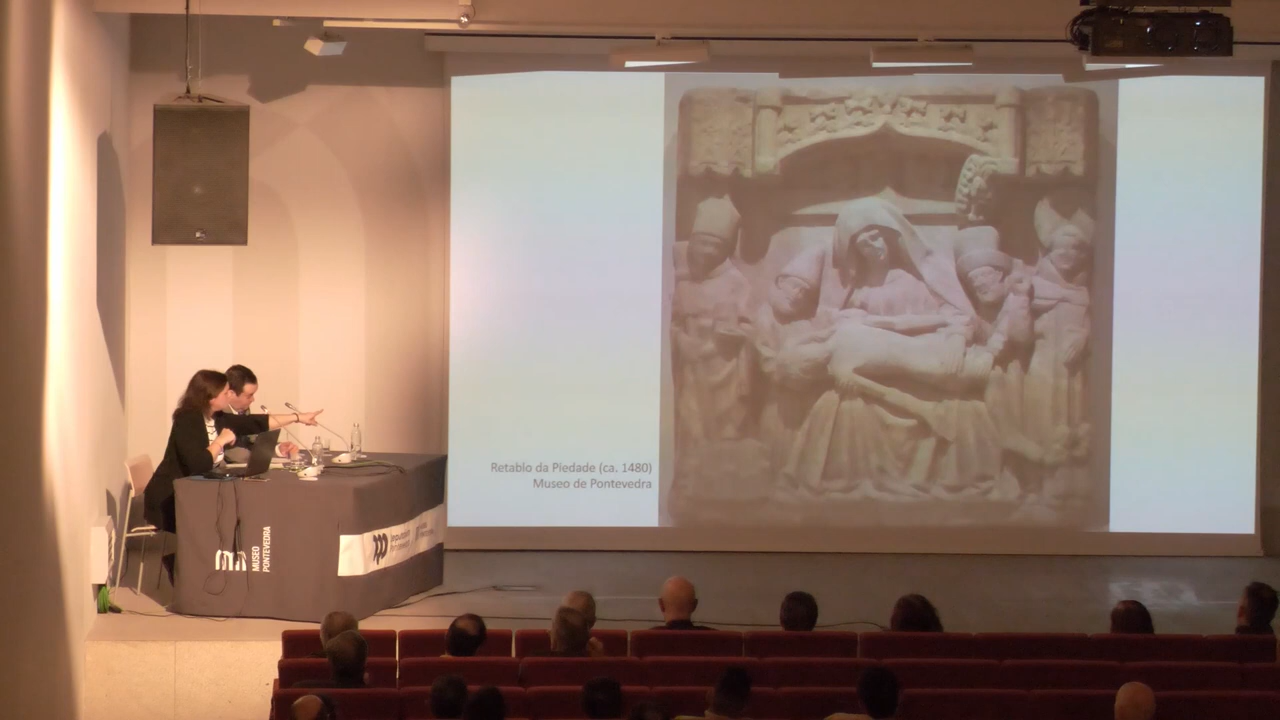 Retablo da Piedade (ca. 1480)
Museo de Pontevedra
MUSEO
PONTEVEDRA